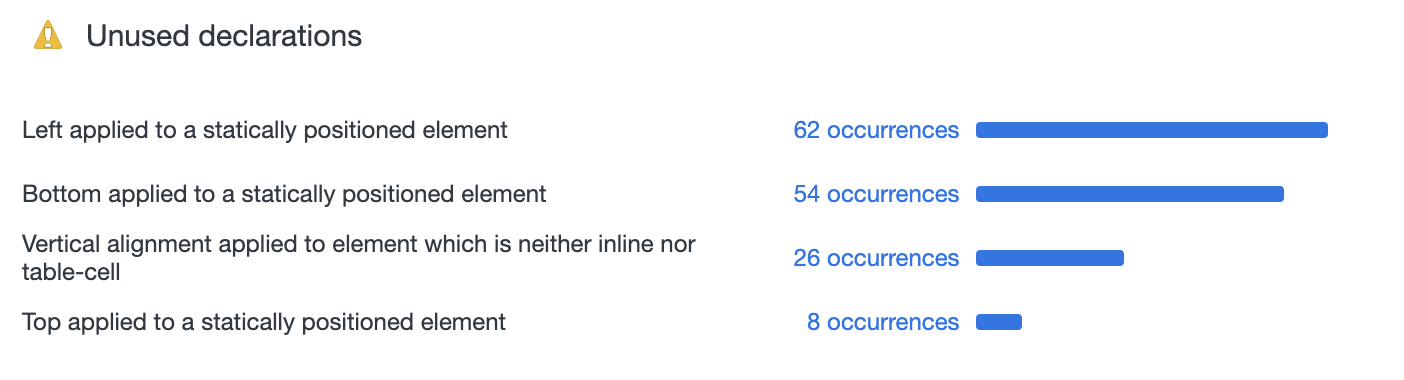 Unused declarations
Left applied to a statically positioned element 62 occurrences
Bottom applied to a statically positioned element 54 occurrences
Vertical alignment applied to element which is neither inline nor
table-cell 26 occurrences
Top applied to a statically positioned element 8 occurrences